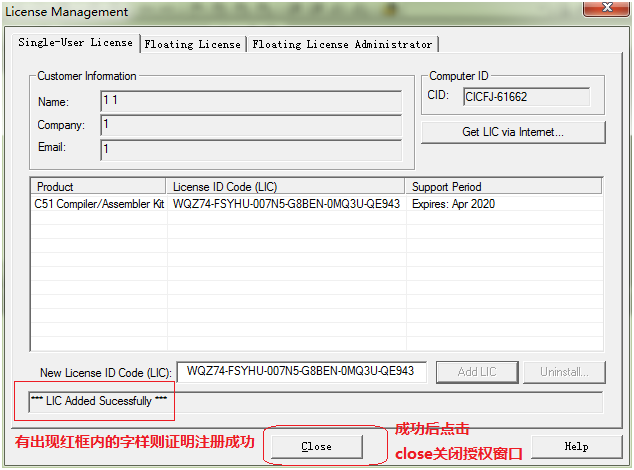 License Management
Single-User License
Floating License
Floating License Administrator
Customer Information
Name:
1 1
Company:
1
Email:
1
Computer ID
CID:
CICFJ-61662
Get LIC via Internet...
Product
License ID Code (LIC)
Support Period
C51 Compiler/Assembler Kit
WQZ74-FSYHU-007N5-G8BEN-0MQ3U-QE943
Expires: Apr 2020
New License ID Code (LIC):
WQZ74-FSYHU-007N5-G8BEN-0MQ3U-QE943
Add LIC
Uninstall...
*** LIC Added Sucessfully ***
有出现红框内的字样则证明注册成功
Close
成功后点击
close关闭授权窗口
Help